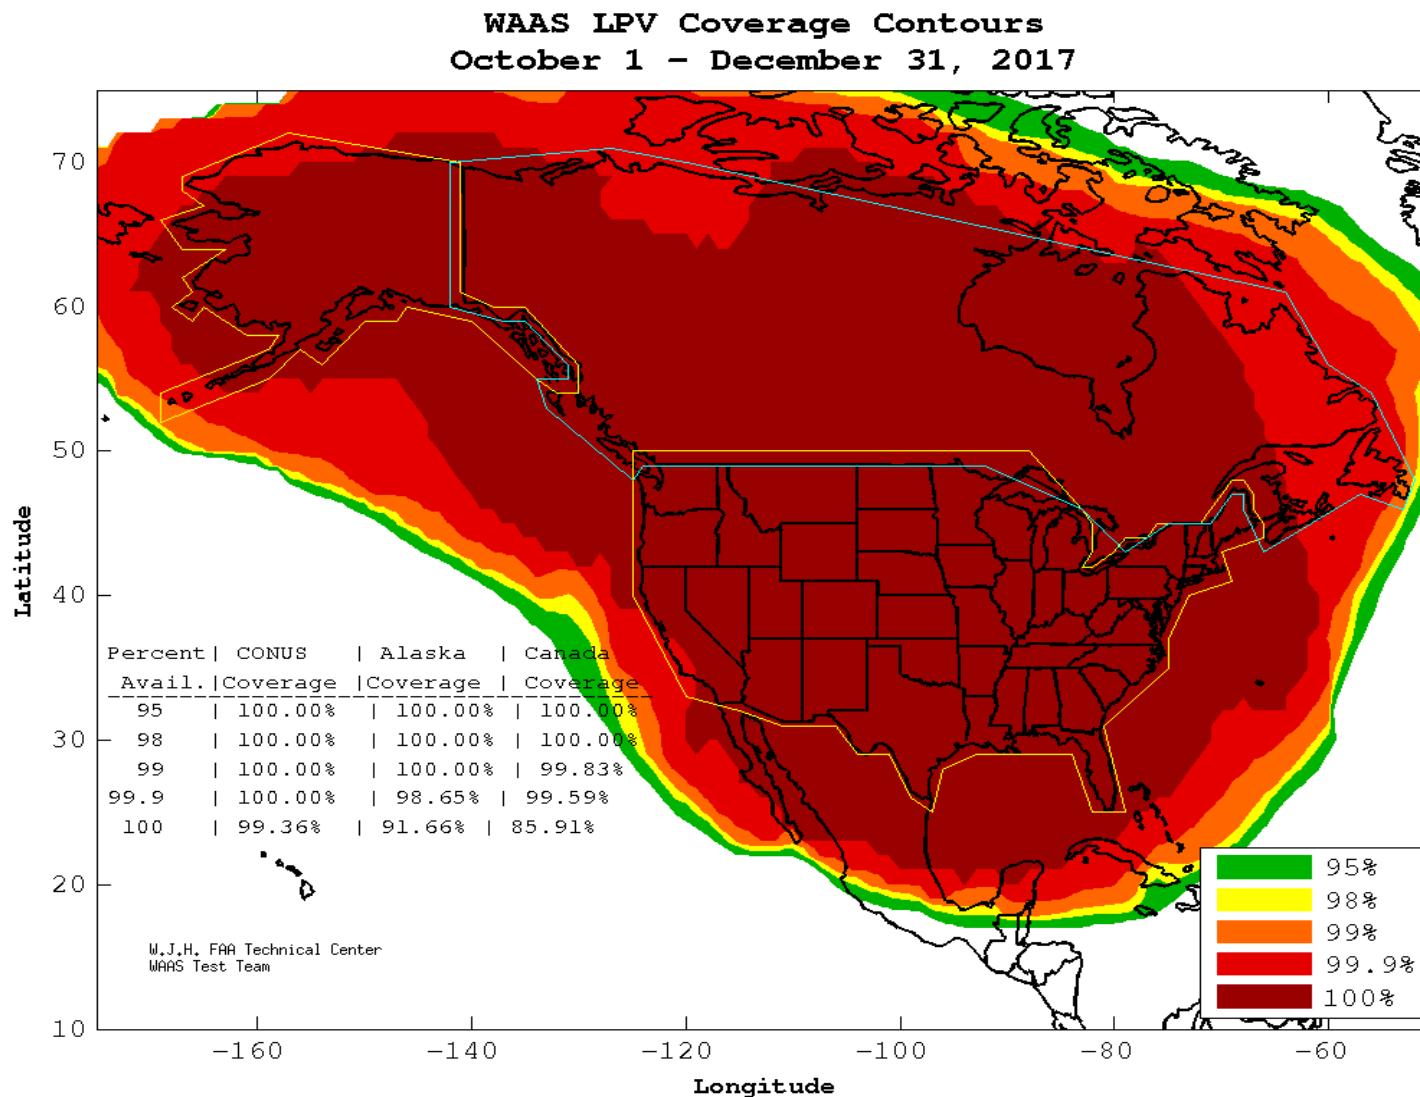 WAAS LPV Coverage Contours
October 1 - December 31, 2017
70
60
50
40
30
20
10
Latitude
Percent| CONUS | Alaska | Canada
Avail.|Coverage |Coverage | Coverage
95 | 100.00% | 100.00% | 100.00%
98 | 100.00% | 100.00% | 100.00%
99 | 100.00% | 100.00% | 99.83%
99.9 | 100.00% | 98.65% | 99.59%
100 | 99.36% | 91.66% | 85.91%
W.J.H. FAA Technical Center
WAAS Test Team
95%
98%
99%
99.9%
100%
-160 -140 -120 -100 -80 -60
Longitude